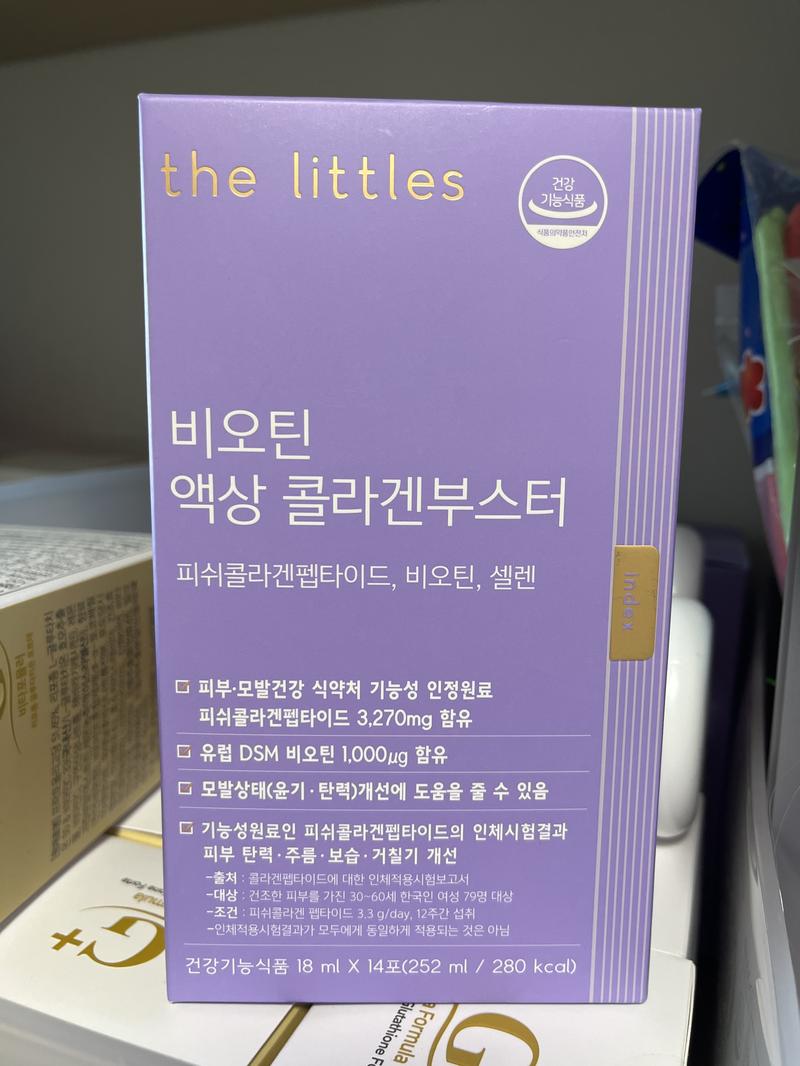 the littles
건강
기능식품
식품의약품안전처
비오틴
액상 콜라겐부스터
피쉬콜라겐펩타이드, 비오틴, 셀렌
index
피부·모발건강 식약처 기능성 인정원료
피쉬콜라겐펩타이드 3,270mg 함유
유럽 DSM 비오틴 1,000μg 함유
모발상태(윤기·탄력)개선에 도움을 줄 수 있음
기능성원료인 피쉬콜라겐펩타이드의 인체시험결과
피부 탄력·주름·보습·거칠기 개선
-출처 : 콜라겐펩타이드에 대한 인체적용시험보고서
-대상 : 건조한 피부를 가진 30~60세 한국인 여성 79명 대상
-조건 : 피쉬콜라겐 펩타이드 3.3 g/day, 12주간 섭취
-인체적용시험결과가 모두에게 동일하게 적용되는 것은 아님
건강기능식품 18 ml X 14포(252 ml / 280 kcal)
비타포뮬러
G+
Formula
G
Formula
Glutathione Fort